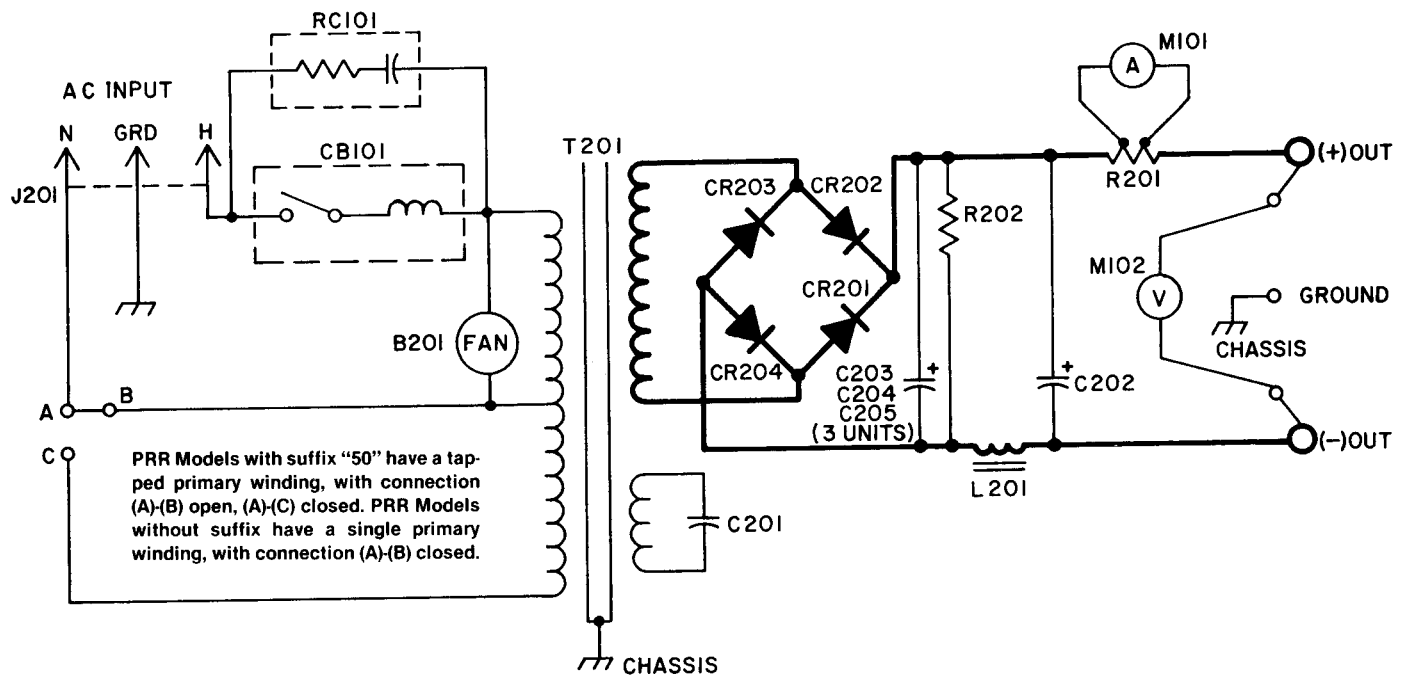 RC101
M101
A
AC INPUT
N
GRD
H
T201
(+)OUT
CB101
CR203
CR202
R201
J201
R202
M102
V
CR201
GROUND
B201
FAN
CHASSIS
CR204
C203
C204
C205
(3 UNITS)
+
+
C202
A
B
(–)OUT
C
PRR Models with suffix "50" have a tap-
ped primary winding, with connection
(A)-(B) open, (A)-(C) closed. PRR Models
without suffix have a single primary
winding, with connection (A)-(B) closed.
L201
C201
CHASSIS